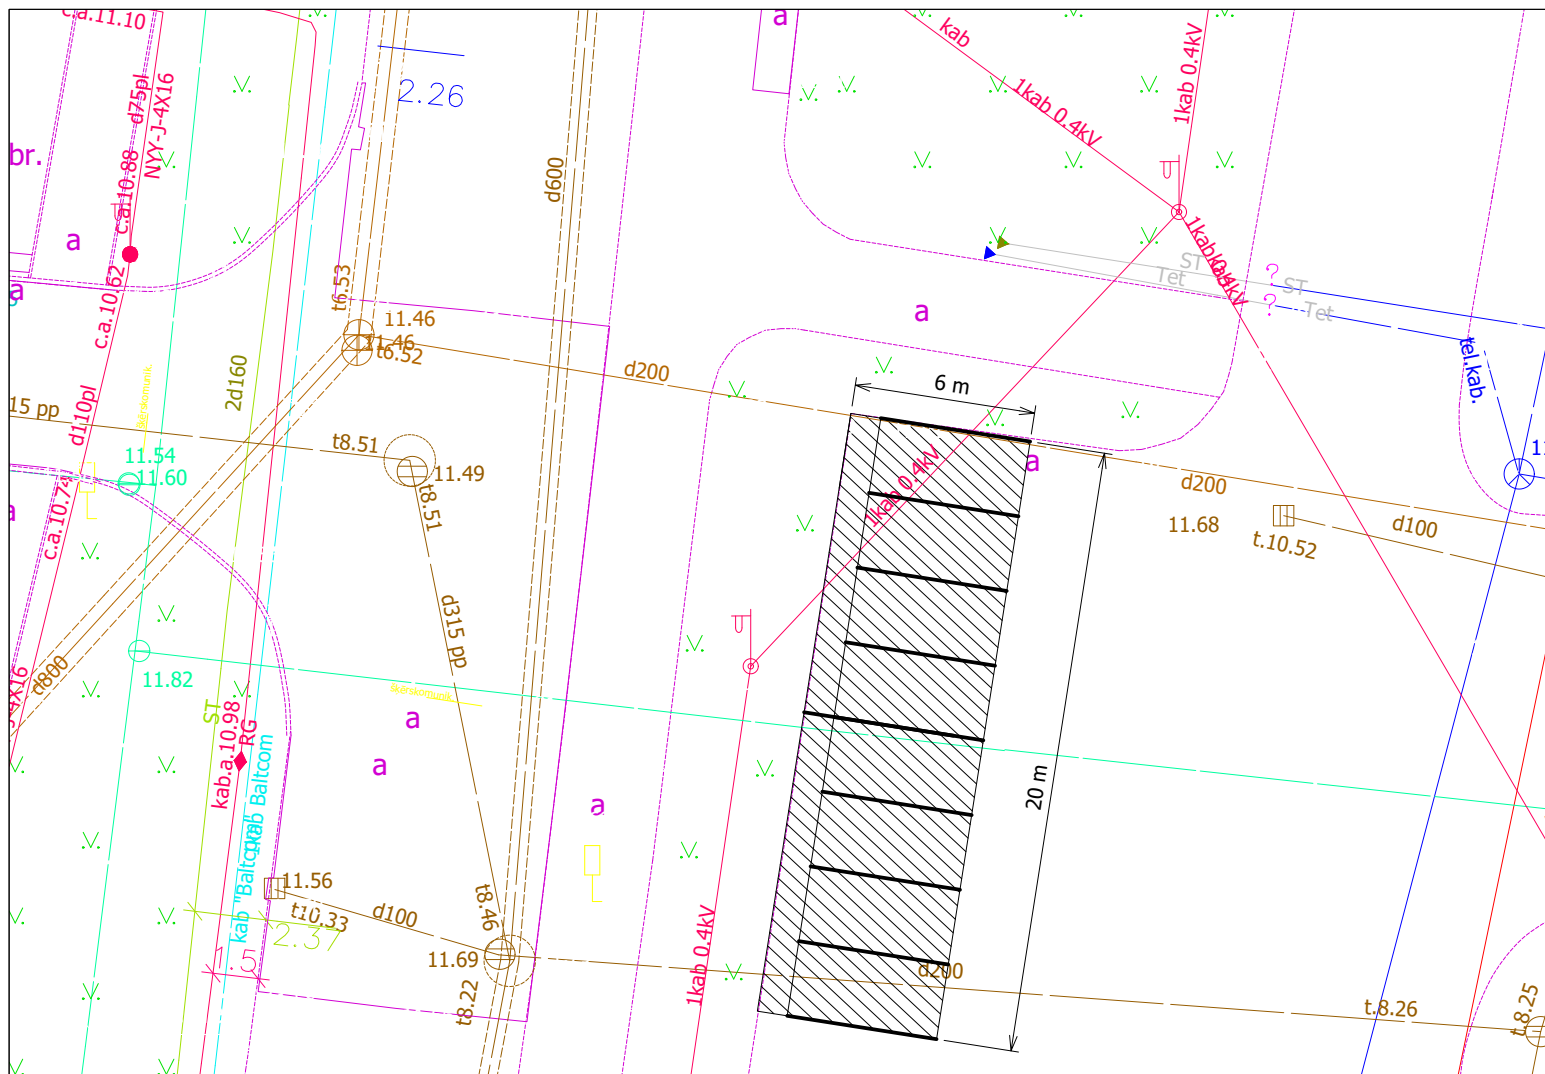 c.a.11.10
a
kab
1kab 0.4kV
1kab 0.4kV
2.26
d75pl
NYY-J-4X16
br.
c.a.10.88
d600
a
c.a.10.62
a
t6.53
ST
Tet
?
ST
?
Tet
1kab 0.4kV
11.46
11.46
t6.52
a
d200
6 m
2d160
tel.kab.
15 pp
d110pl
t8.51
11.54
11.60
11.49
t8.51
1kab 0.4kV
a
d200
11.68
t.10.52
d100
a
c.a.10.74
d315 pp
d800
11.82
ST
kab.a.10.98
RG
a
a
a
20 m
kab "Baltcom"
1kab Baltcom
11.56
t10.33
d100
t8.46
2.37
1.5
11.69
t8.22
1kab 0.4kV
d200
t.8.26
t.8.25